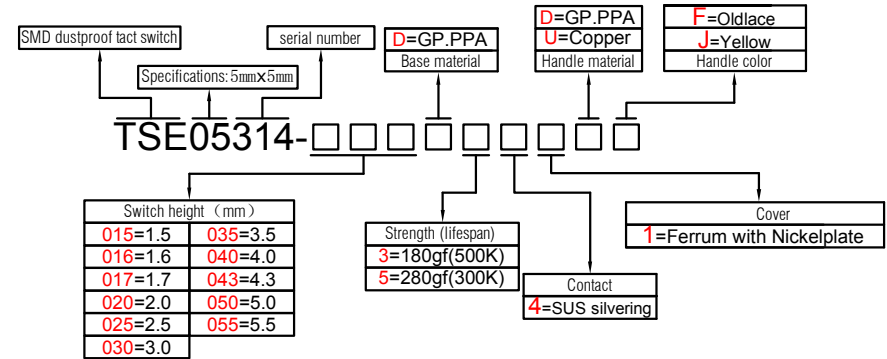 SMD dustproof tact switch
serial number
Specifications: 5mm×5mm
D=GP.PPA
Base material
D=GP.PPA
U=Copper
Handle material
F=Oldlace
J=Yellow
Handle color
TSE05314-□□□□□□□□□
Switch height（mm）
015=1.5 035=3.5
016=1.6 040=4.0
017=1.7 043=4.3
020=2.0 050=5.0
025=2.5 055=5.5
030=3.0
Strength (lifespan)
3=180gf(500K)
5=280gf(300K)
Contact
4=SUS silvering
Cover
1=Ferrum with Nickelplate